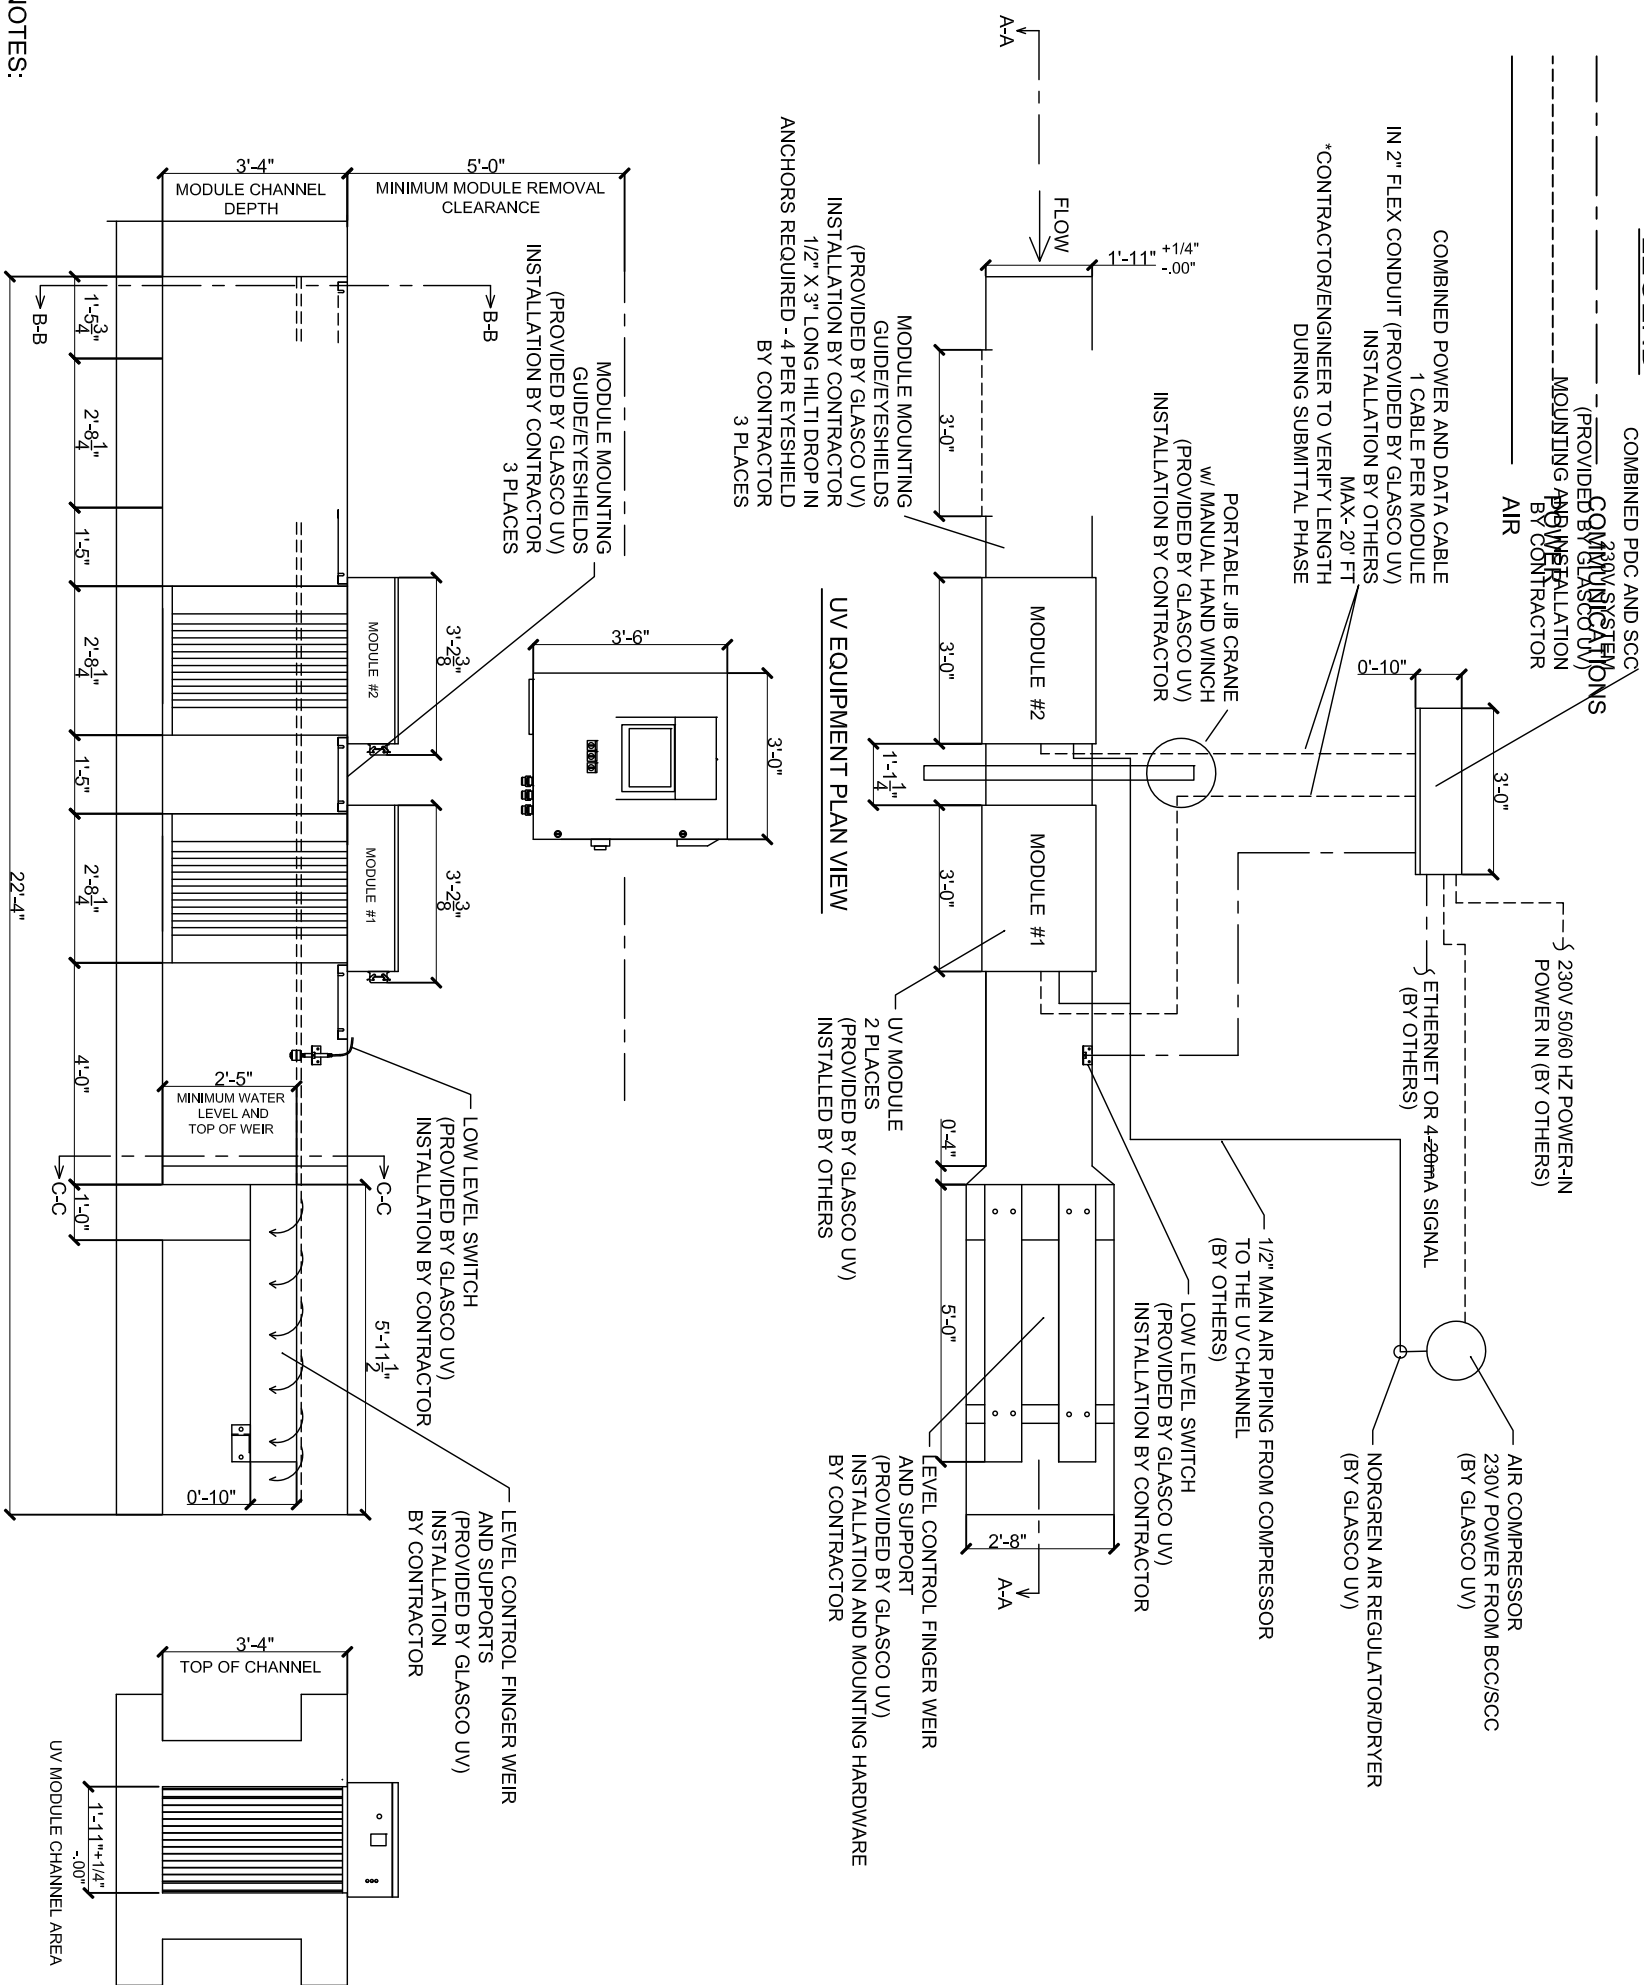 COMMUNICATIONS
POWER
AIR
COMBINED PDC AND SCC
230V SYSTEM
(PROVIDED BY GLASCO UV)
MOUNTING AND INSTALLATION
BY CONTRACTOR
COMBINED POWER AND DATA CABLE
1 CABLE PER MODULE
IN 2" FLEX CONDUIT (PROVIDED BY GLASCO UV)
INSTALLATION BY OTHERS
MAX- 20' FT
*CONTRACTOR/ENGINEER TO VERIFY LENGTH
DURING SUBMITTAL PHASE
0'-10"
3'-0"
230V 50/60 HZ POWER-IN
POWER IN (BY OTHERS)
ETHERNET OR 4-20mA SIGNAL
(BY OTHERS)
AIR COMPRESSOR
230V POWER FROM BCC/SCC
(BY GLASCO UV)
NORGREN AIR REGULATOR/DRYER
(BY GLASCO UV)
PORTABLE JIB CRANE
w/ MANUAL HAND WINCH
(PROVIDED BY GLASCO UV)
INSTALLATION BY CONTRACTOR
1/2" MAIN AIR PIPING FROM COMPRESSOR
TO THE UV CHANNEL
(BY OTHERS)
LOW LEVEL SWITCH
(PROVIDED BY GLASCO UV)
INSTALLATION BY CONTRACTOR
A-A
FLOW
1'-11" +1/4"
-.00"
MODULE #2
MODULE #1
A-A
2'-8"
3'-0"
3'-0"
1'-1 1/4"
3'-0"
0'-4"
5'-0"
MODULE MOUNTING
GUIDE/EYESHIELDS
(PROVIDED BY GLASCO UV)
INSTALLATION BY CONTRACTOR
1/2" X 3" LONG HILTI DROP IN
ANCHORS REQUIRED - 4 PER EYESHIELD
BY CONTRACTOR
3 PLACES
UV MODULE
2 PLACES
(PROVIDED BY GLASCO UV)
INSTALLED BY OTHERS
LEVEL CONTROL FINGER WEIR
AND SUPPORT
(PROVIDED BY GLASCO UV)
INSTALLATION AND MOUNTING HARDWARE
BY CONTRACTOR
UV EQUIPMENT PLAN VIEW
3'-0"
3'-6"
MODULE MOUNTING
GUIDE/EYESHIELDS
(PROVIDED BY GLASCO UV)
INSTALLATION BY CONTRACTOR
3 PLACES
5'-0"
MINIMUM MODULE REMOVAL
CLEARANCE
3'-4"
MODULE CHANNEL
DEPTH
B-B
B-B
3'-2 3/8"
3'-2 3/8"
MODULE #2
MODULE #1
LOW LEVEL SWITCH
(PROVIDED BY GLASCO UV)
INSTALLATION BY CONTRACTOR
LEVEL CONTROL FINGER WEIR
AND SUPPORTS
(PROVIDED BY GLASCO UV)
INSTALLATION
BY CONTRACTOR
C-C
C-C
5'-11 1/2"
2'-5"
MINIMUM WATER
LEVEL AND
TOP OF WEIR
0'-10"
1'-5 3/4"
2'-8 1/4"
1'-5"
2'-8 1/4"
1'-5"
2'-8 1/4"
4'-0"
1'-0"
22'-4"
3'-4"
TOP OF CHANNEL
1'-11" +1/4"
-.00"
UV MODULE CHANNEL AREA
NOTES: